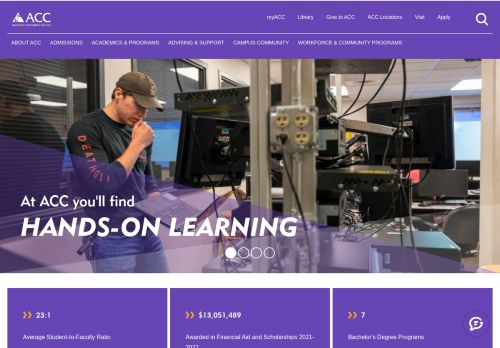 ACC
myACC Library Give to ACC ACC Locations Visit Apply
ABOUT ACC ADMISSIONS ACADEMICS & PROGRAMS ADVISING & SUPPORT CAMPUS COMMUNITY WORKFORCE & COMMUNITY PROGRAMS
At ACC you'll find
HANDS-ON LEARNING
23:1
Average Student-to-Faculty Ratio
$13,051,489
Awarded in Financial Aid and Scholarships 2021-
2022
7
Bachelor's Degree Programs